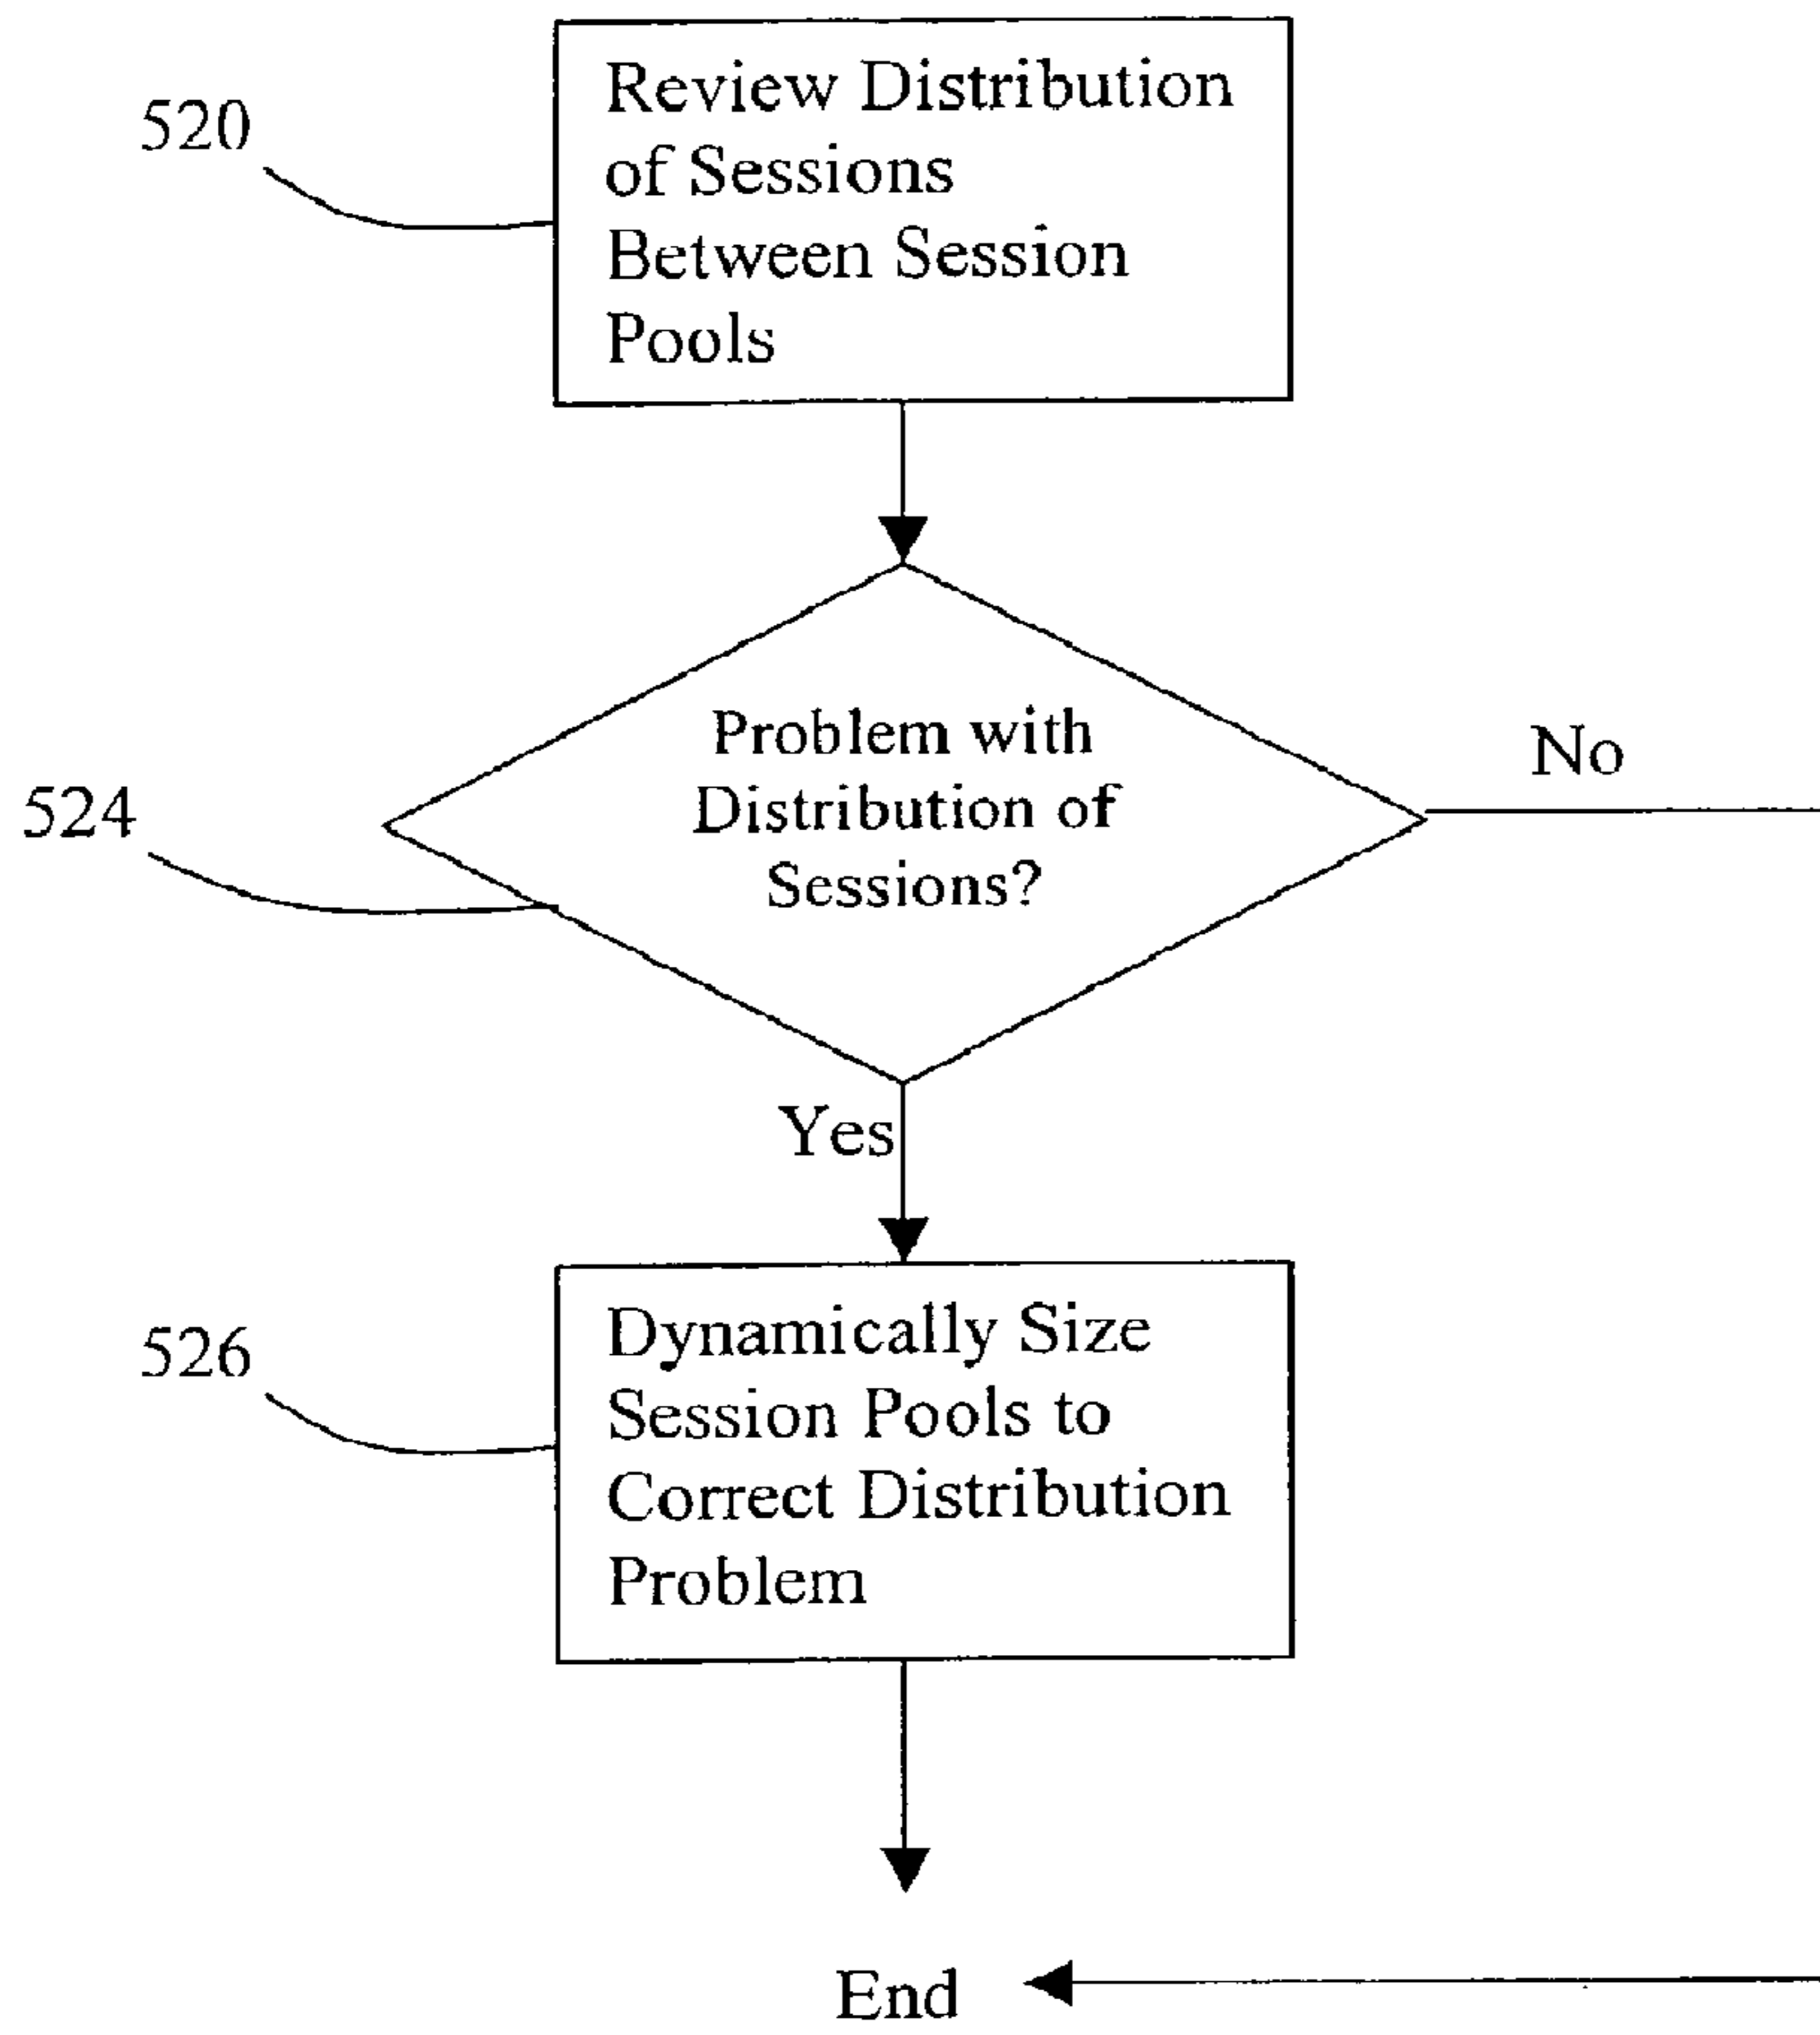 520
Review Distribution
of Sessions
Between Session
Pools
524
Problem with
Distribution of
Sessions?
No
Yes
526
Dynamically Size
Session Pools to
Correct Distribution
Problem
End